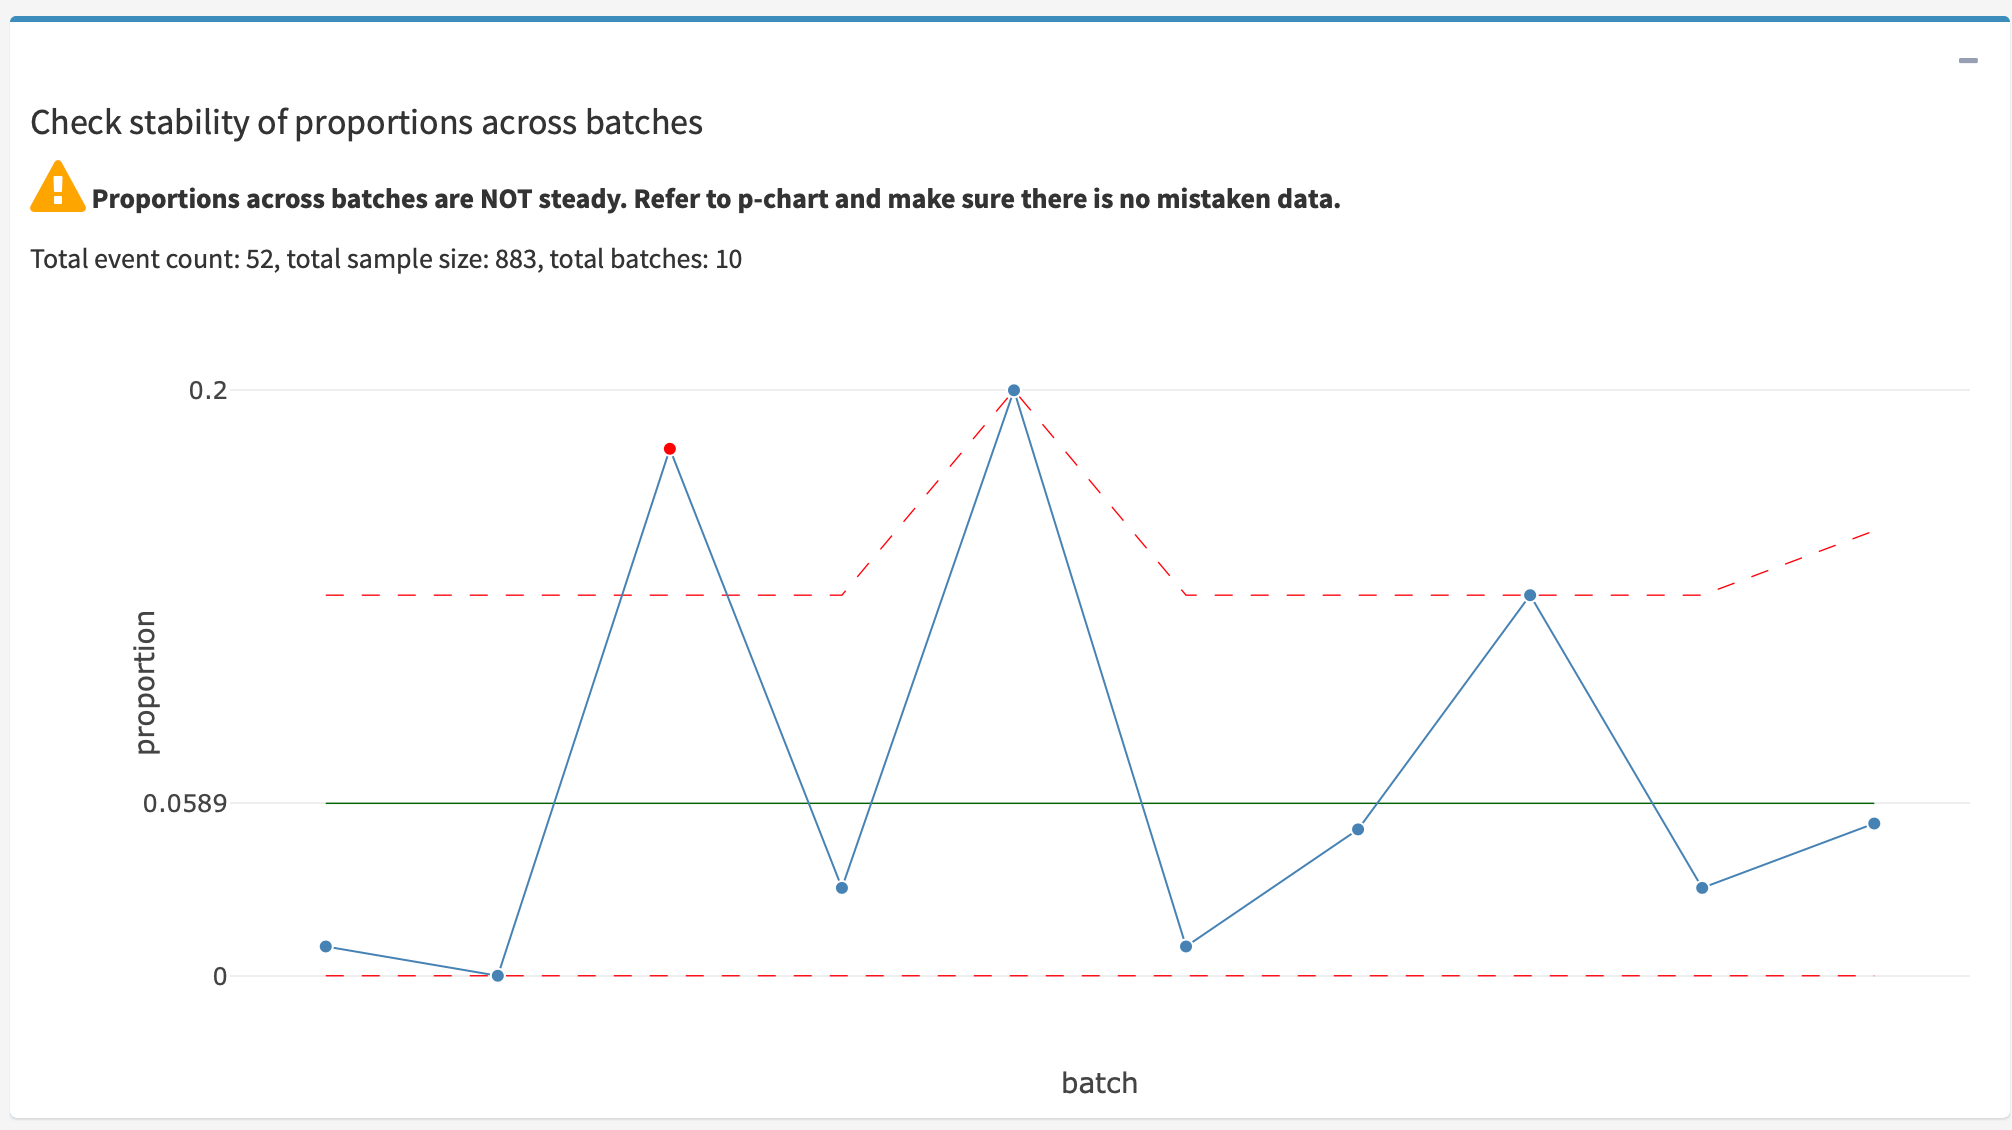 Check stability of proportions across batches
Proportions across batches are NOT steady. Refer to p-chart and make sure there is no mistaken data.
Total event count: 52, total sample size: 883, total batches: 10
0.2
proportion
0.0589
0
batch